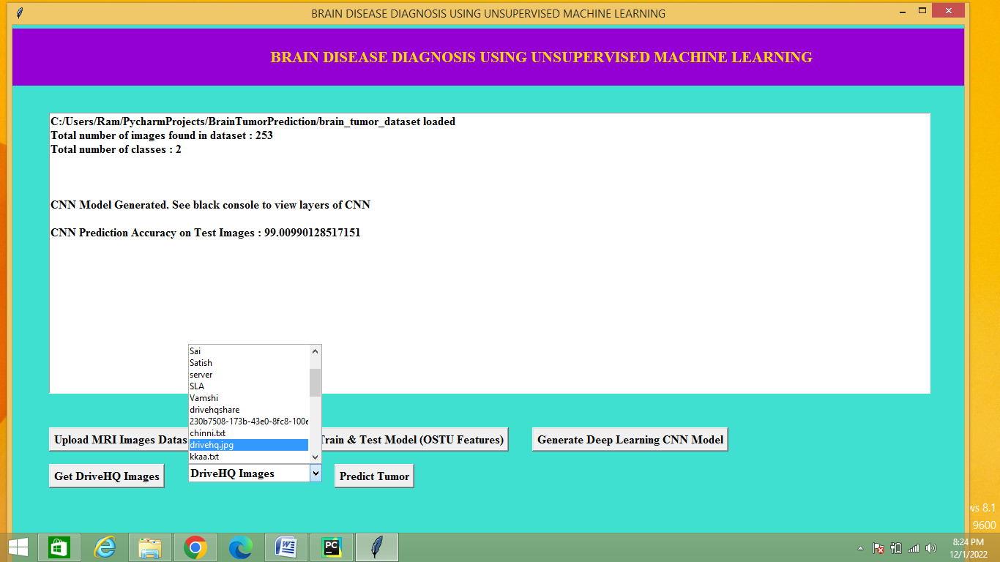 BRAIN DISEASE DIAGNOSIS USING UNSUPERVISED MACHINE LEARNING
BRAIN DISEASE DIAGNOSIS USING UNSUPERVISED MACHINE LEARNING
C:/Users/Ram/PycharmProjects/BrainTumorPrediction/brain_tumor_dataset loaded
Total number of images found in dataset : 253
Total number of classes : 2
CNN Model Generated. See black console to view layers of CNN
CNN Prediction Accuracy on Test Images : 99.00990128517151
Sai
Satish
server
SLA
Vamshi
drivehqshare
230b7508-173b-43e0-8fc8-100e
chinni.txt
drivehq.jpg
kkaa.txt
Upload MRI Images Datas
Train & Test Model (OSTU Features)
Generate Deep Learning CNN Model
Get DriveHQ Images
DriveHQ Images
Predict Tumor
ws 8.1
9600
PC
8:24 PM
12/1/2022